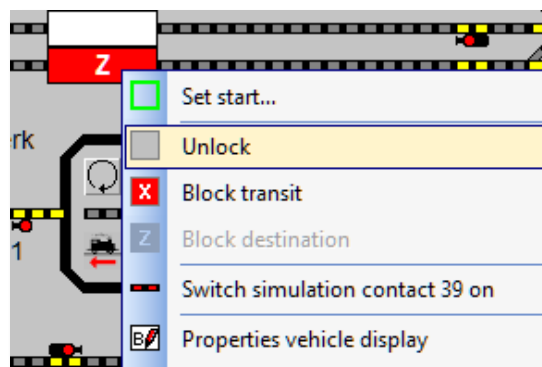 Z
Set start...
rk
Unlock
X Block transit
Z Block destination
1
Switch simulation contact 39 on
B Properties vehicle display